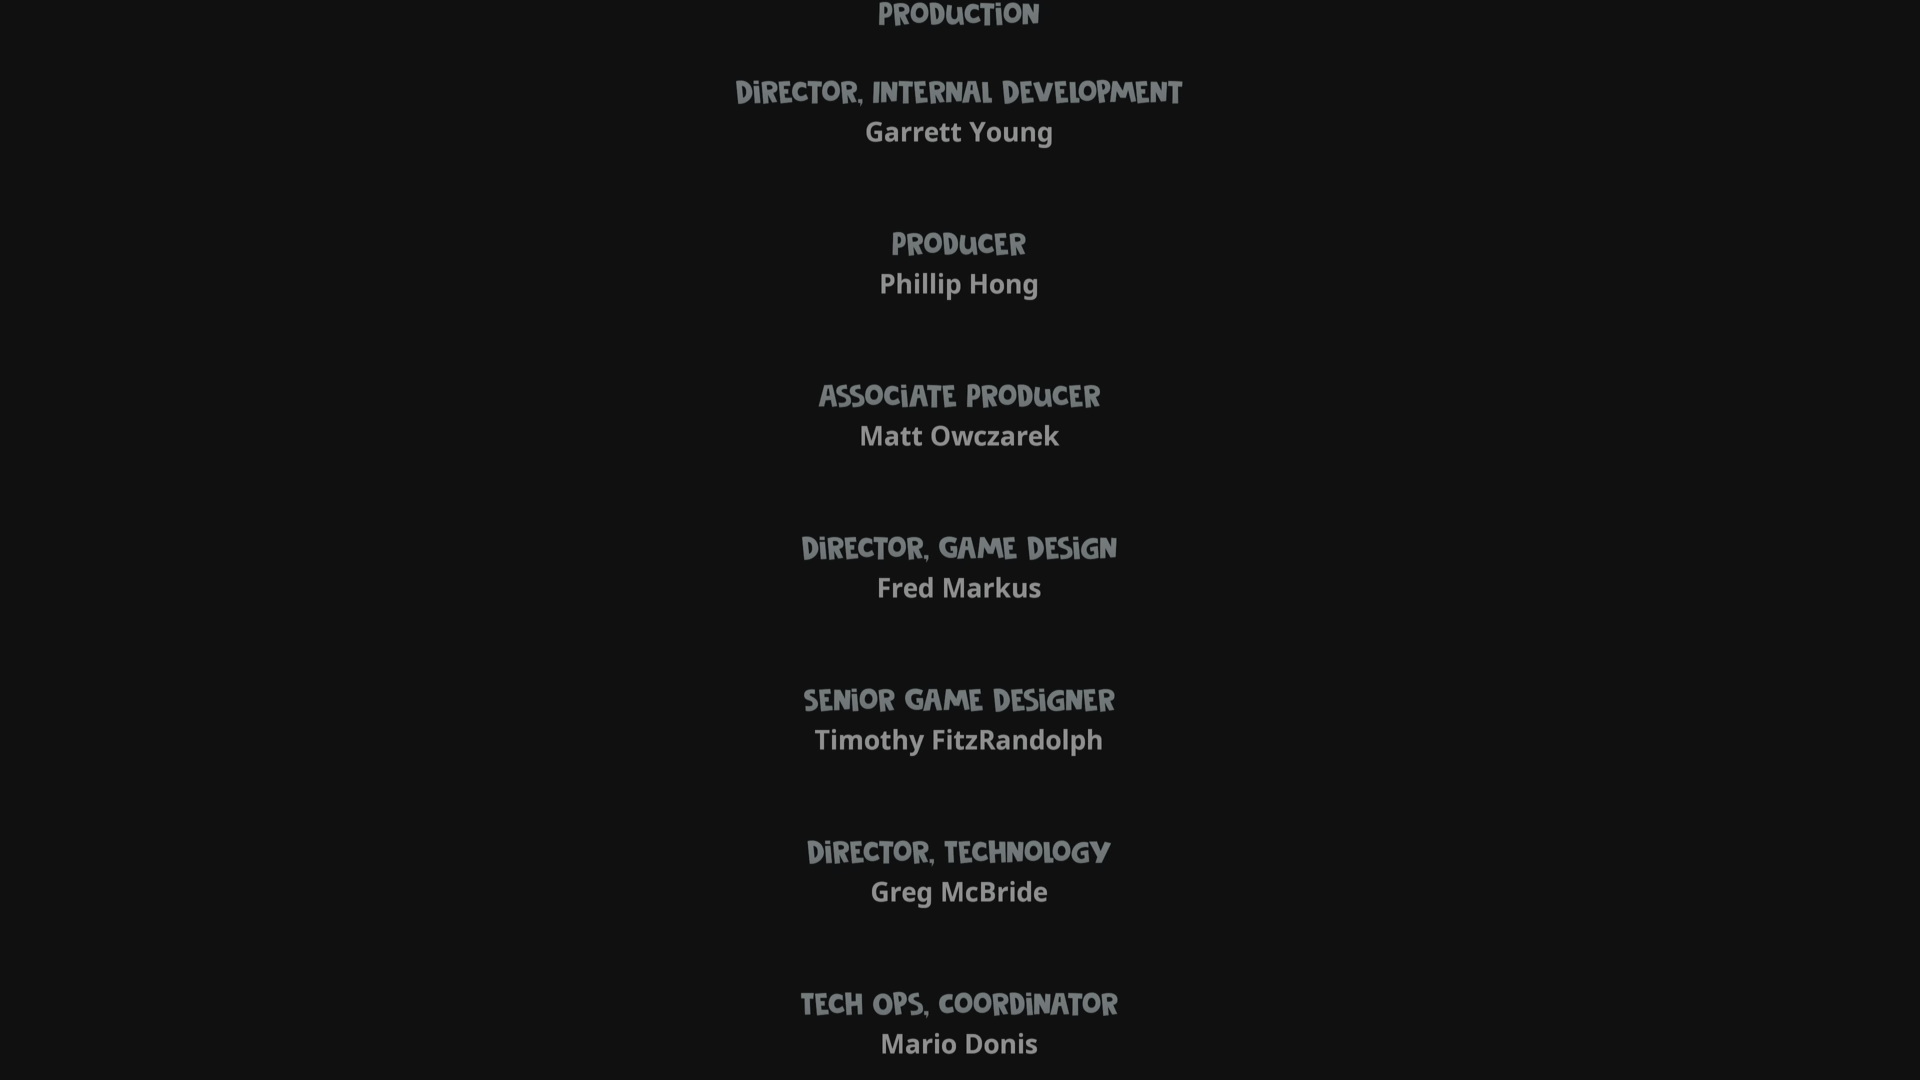 PRODUCTION
DIRECTOR, INTERNAL DEVELOPMENT
Garrett Young
PRODUCER
Phillip Hong
ASSOCIATE PRODUCER
Matt Owczarek
DIRECTOR, GAME DESIGN
Fred Markus
SENIOR GAME DESIGNER
Timothy FitzRandolph
DIRECTOR, TECHNOLOGY
Greg McBride
TECH OPS, COORDINATOR
Mario Donis